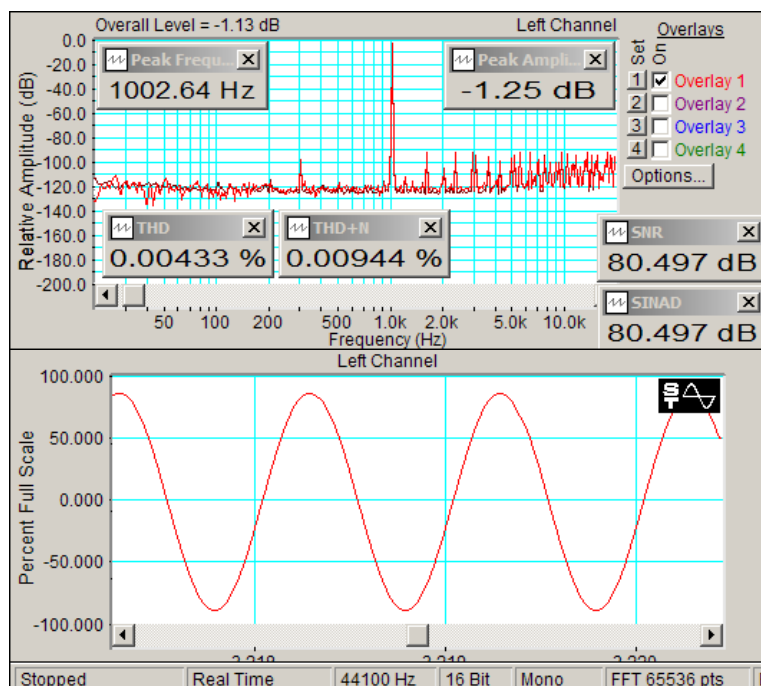 Overall Level = -1.13 dB
Left Channel
Relative Amplitude (dB)
0.0
-20.0
-40.0
-60.0
-80.0
-100.0
-120.0
-140.0
-160.0
-180.0
-200.0
Peak Frequ...
1002.64 Hz
Peak Ampli...
-1.25 dB
Overlays
Set
On
1 Overlay 1
2 Overlay 2
3 Overlay 3
4 Overlay 4
Options...
THD
0.00433 %
THD+N
0.00944 %
SNR
80.497 dB
SINAD
80.497 dB
50 100 200 500 1.0k 2.0k 5.0k 10.0k
Frequency (Hz)
Left Channel
Percent Full Scale
100.000
50.000
0.000
-50.000
-100.000
ST
Stopped
Real Time
44100 Hz
16 Bit
Mono
FFT 65536 pts